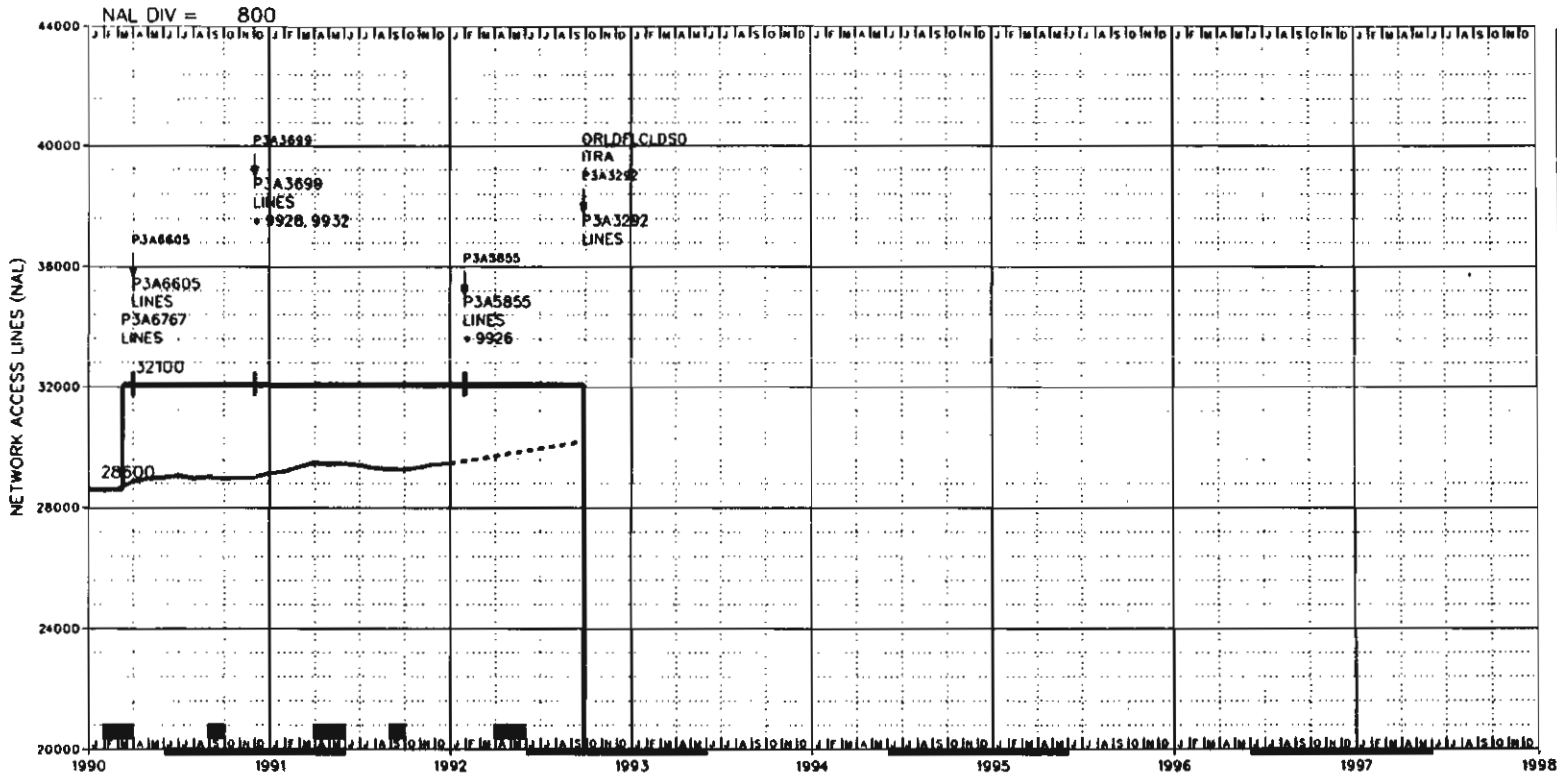 NAL DIV = 800
44000
J F M A M J J A S O N D J F M A M J J A S O N D J F M A M J J A S O N D J F M A M J J A S O N D J F M A M J J A S O N D J F M A M J J A S O N D J F M A M J J A S O N D J F M A M J J A S O N D
40000
P3A3699
P3A3699
LINES
* 9928, 9932
ORLDFLCLDS0
ITRA
P3A3292
P3A3292
LINES
P3A6605
36000
P3A6605
LINES
P3A6767
LINES
P3A5855
P3A5855
LINES
* 9926
NETWORK ACCESS LINES (NAL)
32100
32000
28600
28000
24000
20000
J F M A M J J A S O N D J F M A M J J A S O N D J F M A M J J A S O N D J F M A M J J A S O N D J F M A M J J A S O N D J F M A M J J A S O N D J F M A M J J A S O N D J F M A M J J A S O N D
1990 1991 1992 1993 1994 1995 1996 1997 1998